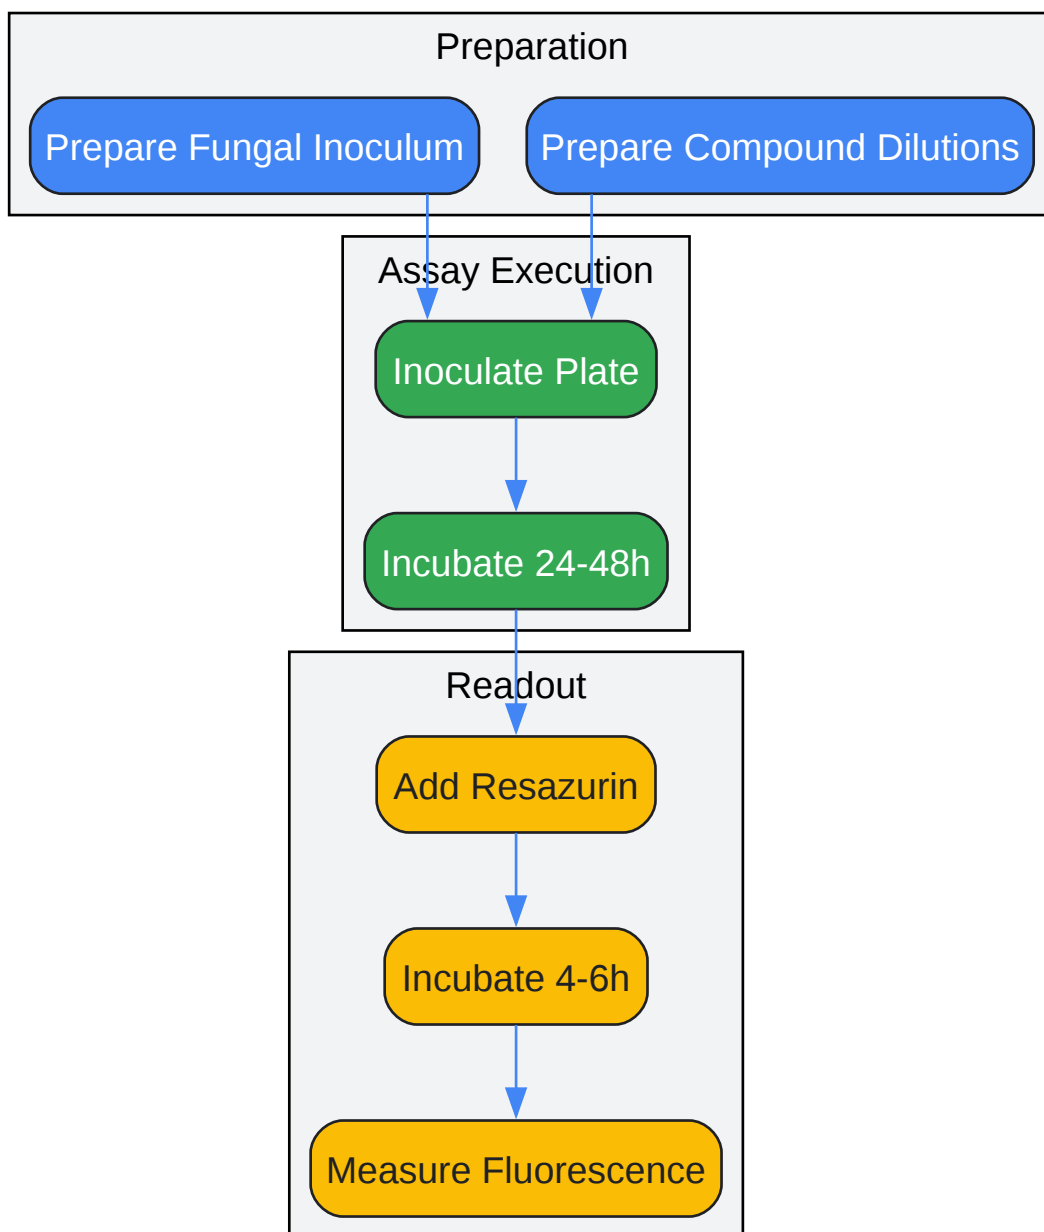 Preparation
Prepare Fungal Inoculum
Prepare Compound Dilutions
Assay Execution
Inoculate Plate
Incubate 24-48h
Readout
Add Resazurin
Incubate 4-6h
Measure Fluorescence